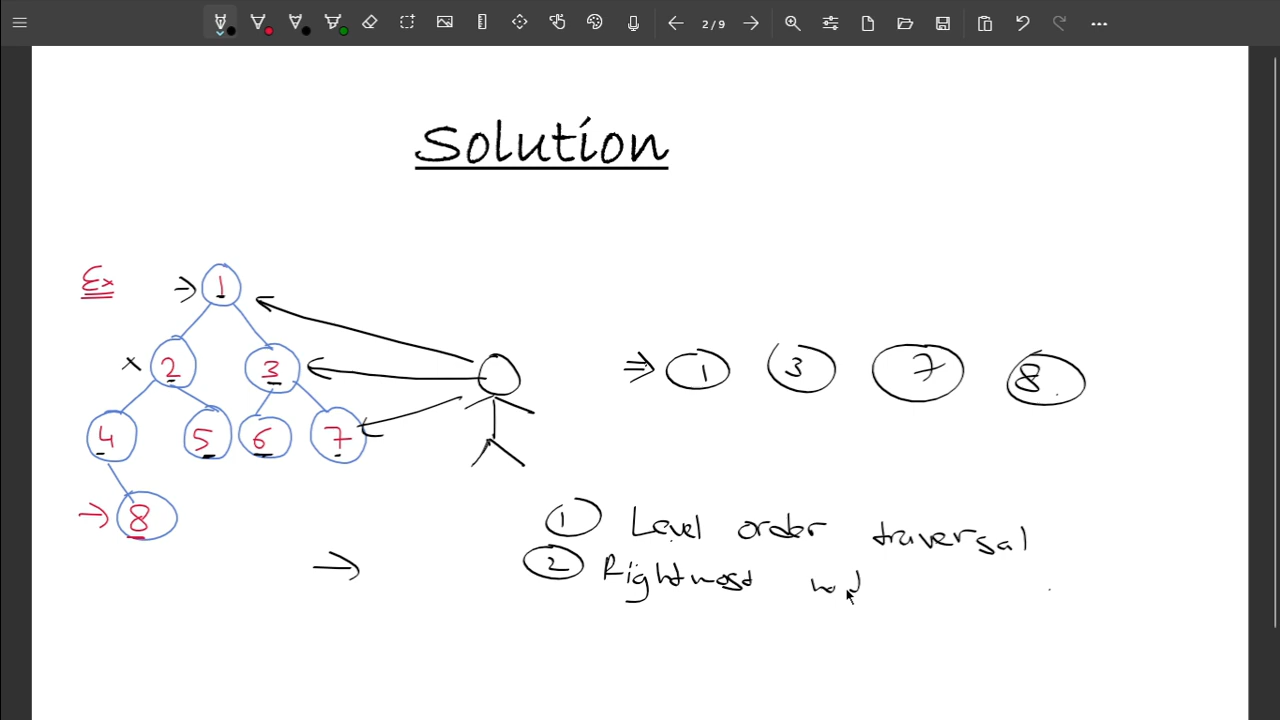 2/9
Solution
Ex
→ 1
x 2 3
⇒ 1 3 7 8
4 5 6 7
→ 8
① Level order traversal
→
② Rightmost nod